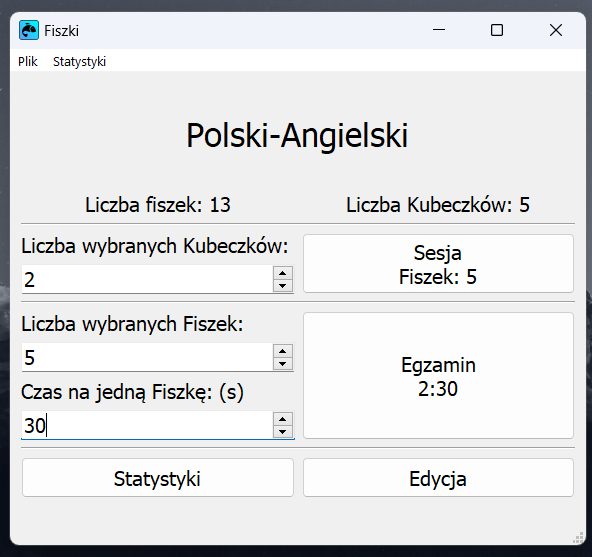 Fiszki
Plik Statystyki
Polski-Angielski
Liczba fiszek: 13 Liczba Kubeczków: 5
Liczba wybranych Kubeczków:
2
Sesja
Fiszek: 5
Liczba wybranych Fiszek:
5
Czas na jedną Fiszkę: (s)
30
Egzamin
2:30
Statystyki Edycja